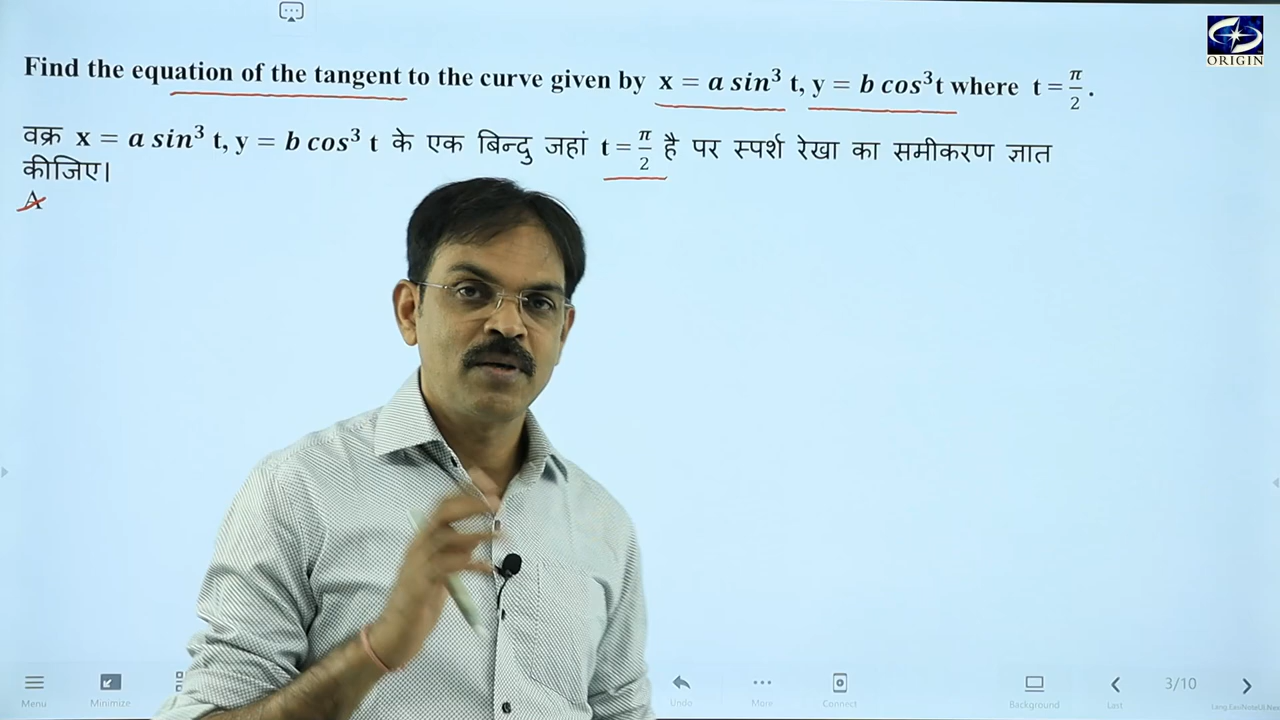 ORIGIN
Find the equation of the tangent to the curve given by x = a sin³ t, y = b cos³t where t = π/2.
वक्र x = a sin³ t, y = b cos³ t के एक बिन्दु जहां t = π/2 है पर स्पर्श रेखा का समीकरण ज्ञात
कीजिए।
A
Menu Minimize Undo More Connect Background Last 3/10